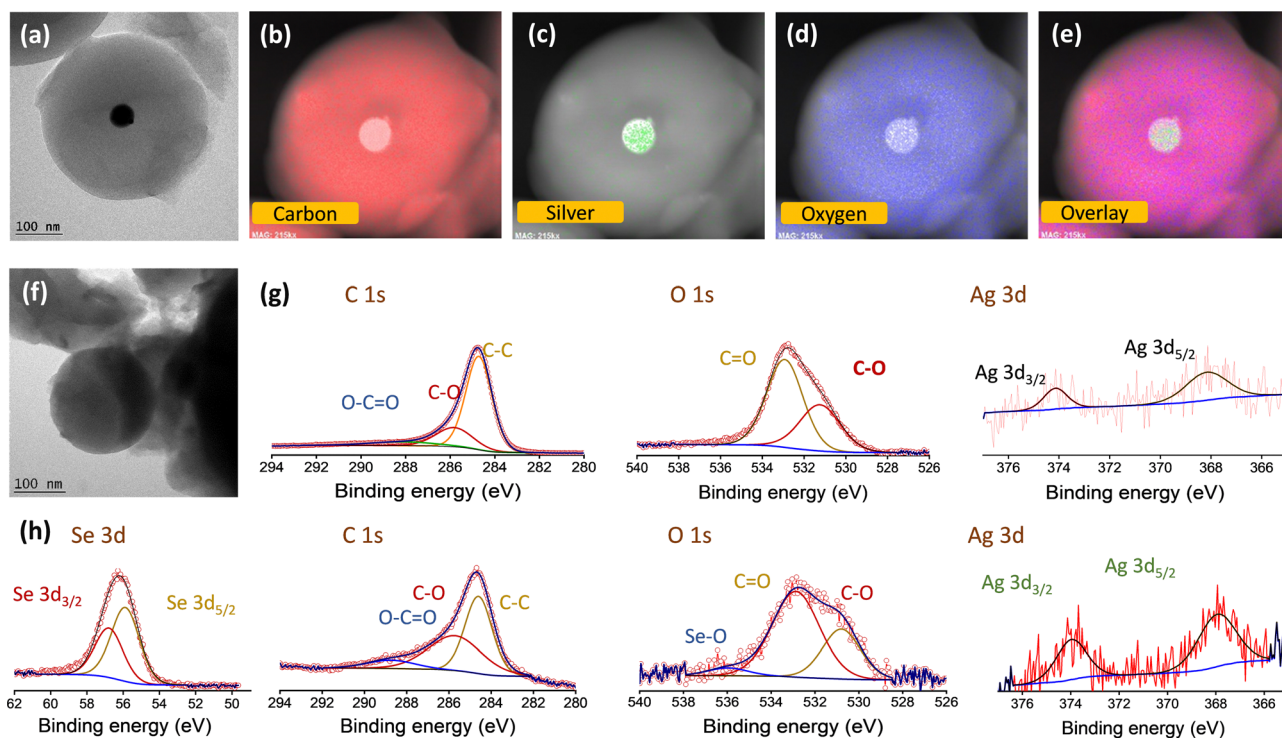 (a)
100 nm
(b)
Carbon
MAG: 215kx
(c)
Silver
MAG: 215kx
(d)
Oxygen
MAG: 215kx
(e)
Overlay
MAG: 215kx
(f)
100 nm
(g)
C 1s
C-C
C-O
O-C=O
294 292 290 288 286 284 282 280
Binding energy (eV)
O 1s
C=O
C-O
540 538 536 534 532 530 528 526
Binding energy (eV)
Ag 3d
Ag 3d5/2
Ag 3d3/2
376 374 372 370 368 366
Binding energy (eV)
(h)
Se 3d
Se 3d3/2
Se 3d5/2
62 60 58 56 54 52 50
Binding energy (eV)
C 1s
C-O
C-C
O-C=O
294 292 290 288 286 284 282 280
Binding energy (eV)
O 1s
C=O
C-O
Se-O
540 538 536 534 532 530 528 526
Binding energy (eV)
Ag 3d
Ag 3d5/2
Ag 3d3/2
376 374 372 370 368 366
Binding energy (eV)